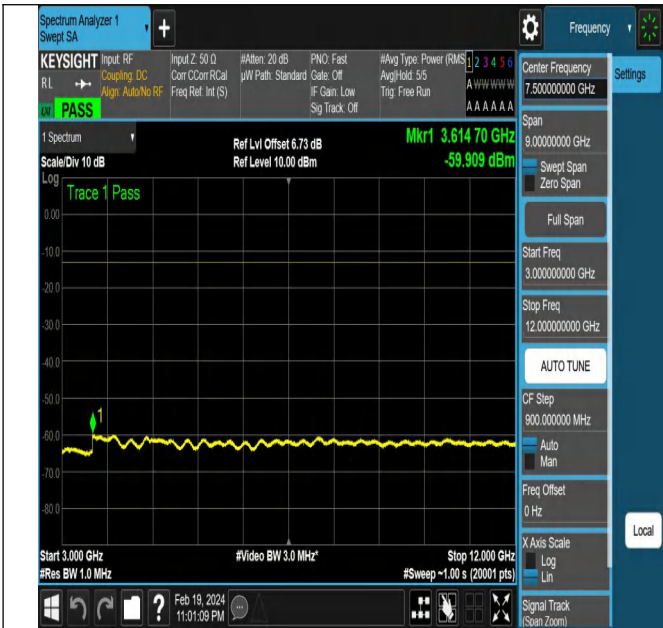 Spectrum Analyzer 1
Swept SA
Frequency
KEYSIGHT
RL
PASS
Input: RF
Coupling: DC
Align: Auto/No RF
Input Z: 50 Ω
Corr CCorr RCal
Freq Ref: Int (S)
#Atten: 20 dB
µW Path: Standard
PNO: Fast
Gate: Off
IF Gain: Low
Sig Track: Off
#Avg Type: Power (RMS
Avg|Hold: 5/5
Trig: Free Run
1 2 3 4 5 6
A W W W W W
A A A A A A
Center Frequency
7.500000000 GHz
Settings
Span
9.00000000 GHz
Swept Span
Zero Span
Full Span
Start Freq
3.000000000 GHz
Stop Freq
12.000000000 GHz
AUTO TUNE
CF Step
900.000000 MHz
Auto
Man
Freq Offset
0 Hz
X Axis Scale
Log
Lin
Signal Track
(Span Zoom)
Local
1 Spectrum
Scale/Div 10 dB
Ref Lvl Offset 6.73 dB
Ref Level 10.00 dBm
Mkr1 3.614 70 GHz
-59.909 dBm
Log
Trace 1 Pass
0.00
-10.0
-20.0
-30.0
-40.0
-50.0
-60.0
-70.0
-80.0
1
Start 3.000 GHz
#Res BW 1.0 MHz
#Video BW 3.0 MHz*
Stop 12.000 GHz
#Sweep ~1.00 s (20001 pts)
?
Feb 19, 2024
11:01:09 PM